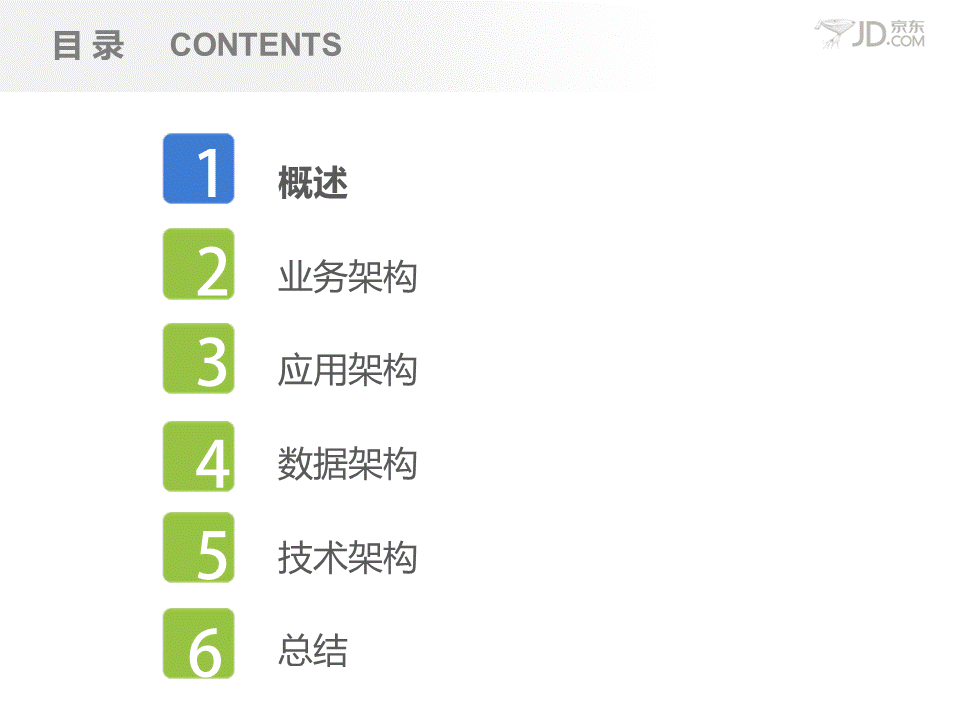 目 录 CONTENTS
JD.COM 京东
1 概述
2 业务架构
3 应用架构
4 数据架构
5 技术架构
6 总结